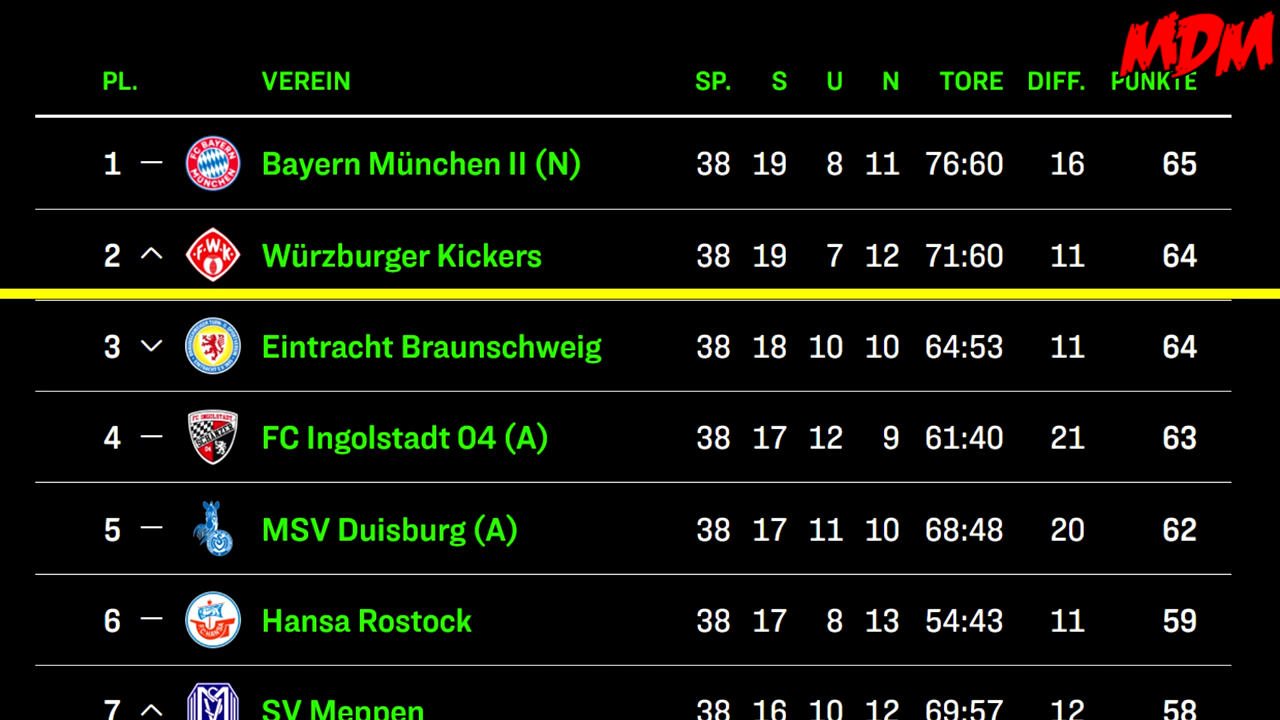 MDM
PL. VEREIN SP. S U N TORE DIFF. PUNKTE
1 — Bayern München II (N) 38 19 8 11 76:60 16 65
2 Würzburger Kickers 38 19 7 12 71:60 11 64
3 Eintracht Braunschweig 38 18 10 10 64:53 11 64
4 — FC Ingolstadt 04 (A) 38 17 12 9 61:40 21 63
5 — MSV Duisburg (A) 38 17 11 10 68:48 20 62
6 — Hansa Rostock 38 17 8 13 54:43 11 59
7 SV Meppen 38 16 10 12 69:57 12 58